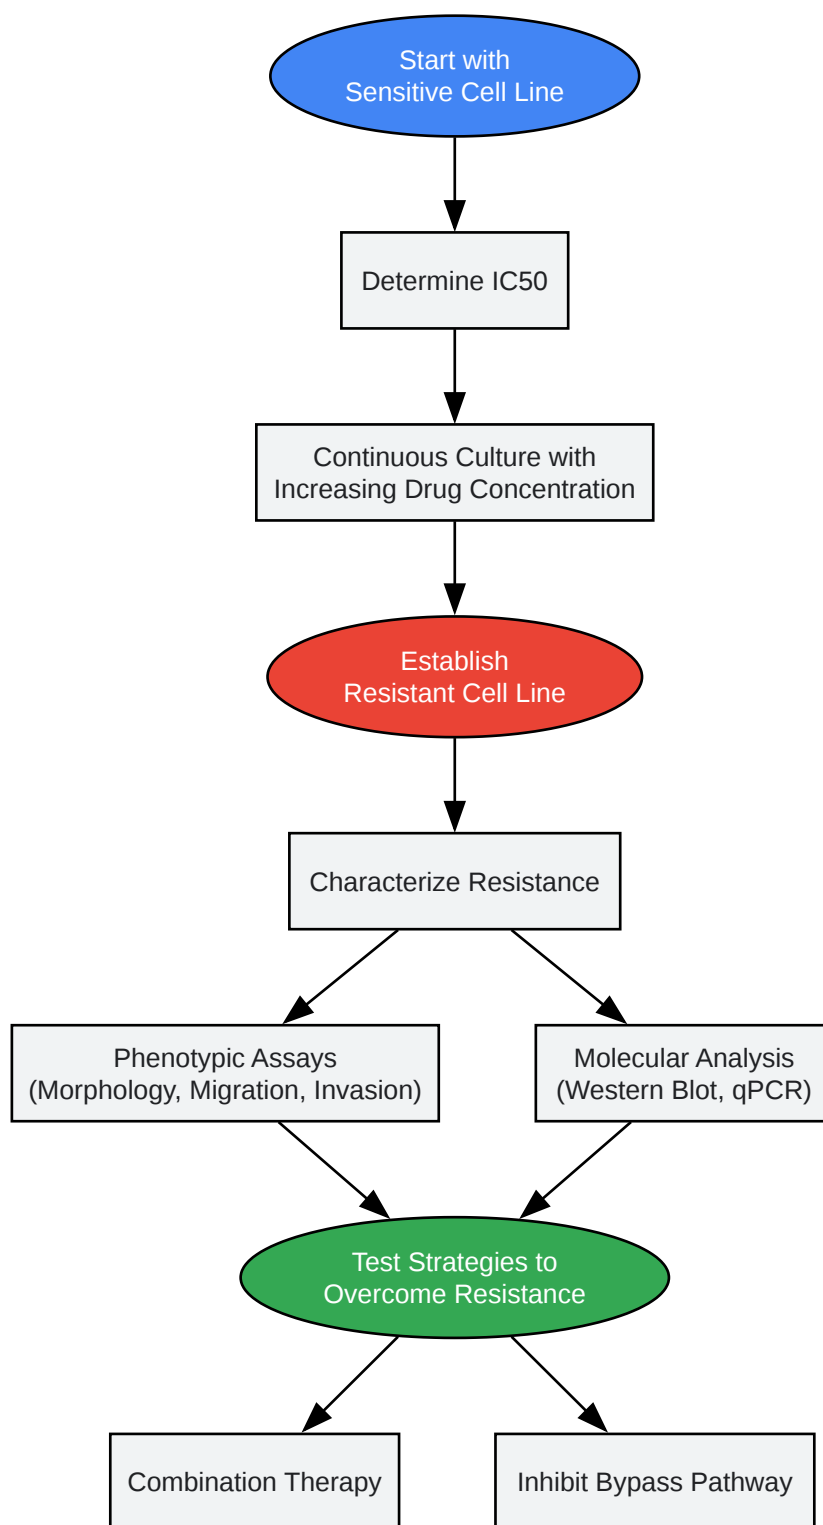 Start with
Sensitive Cell Line
Determine IC50
Continuous Culture with
Increasing Drug Concentration
Establish
Resistant Cell Line
Characterize Resistance
Phenotypic Assays
(Morphology, Migration, Invasion)
Molecular Analysis
(Western Blot, qPCR)
Test Strategies to
Overcome Resistance
Combination Therapy
Inhibit Bypass Pathway